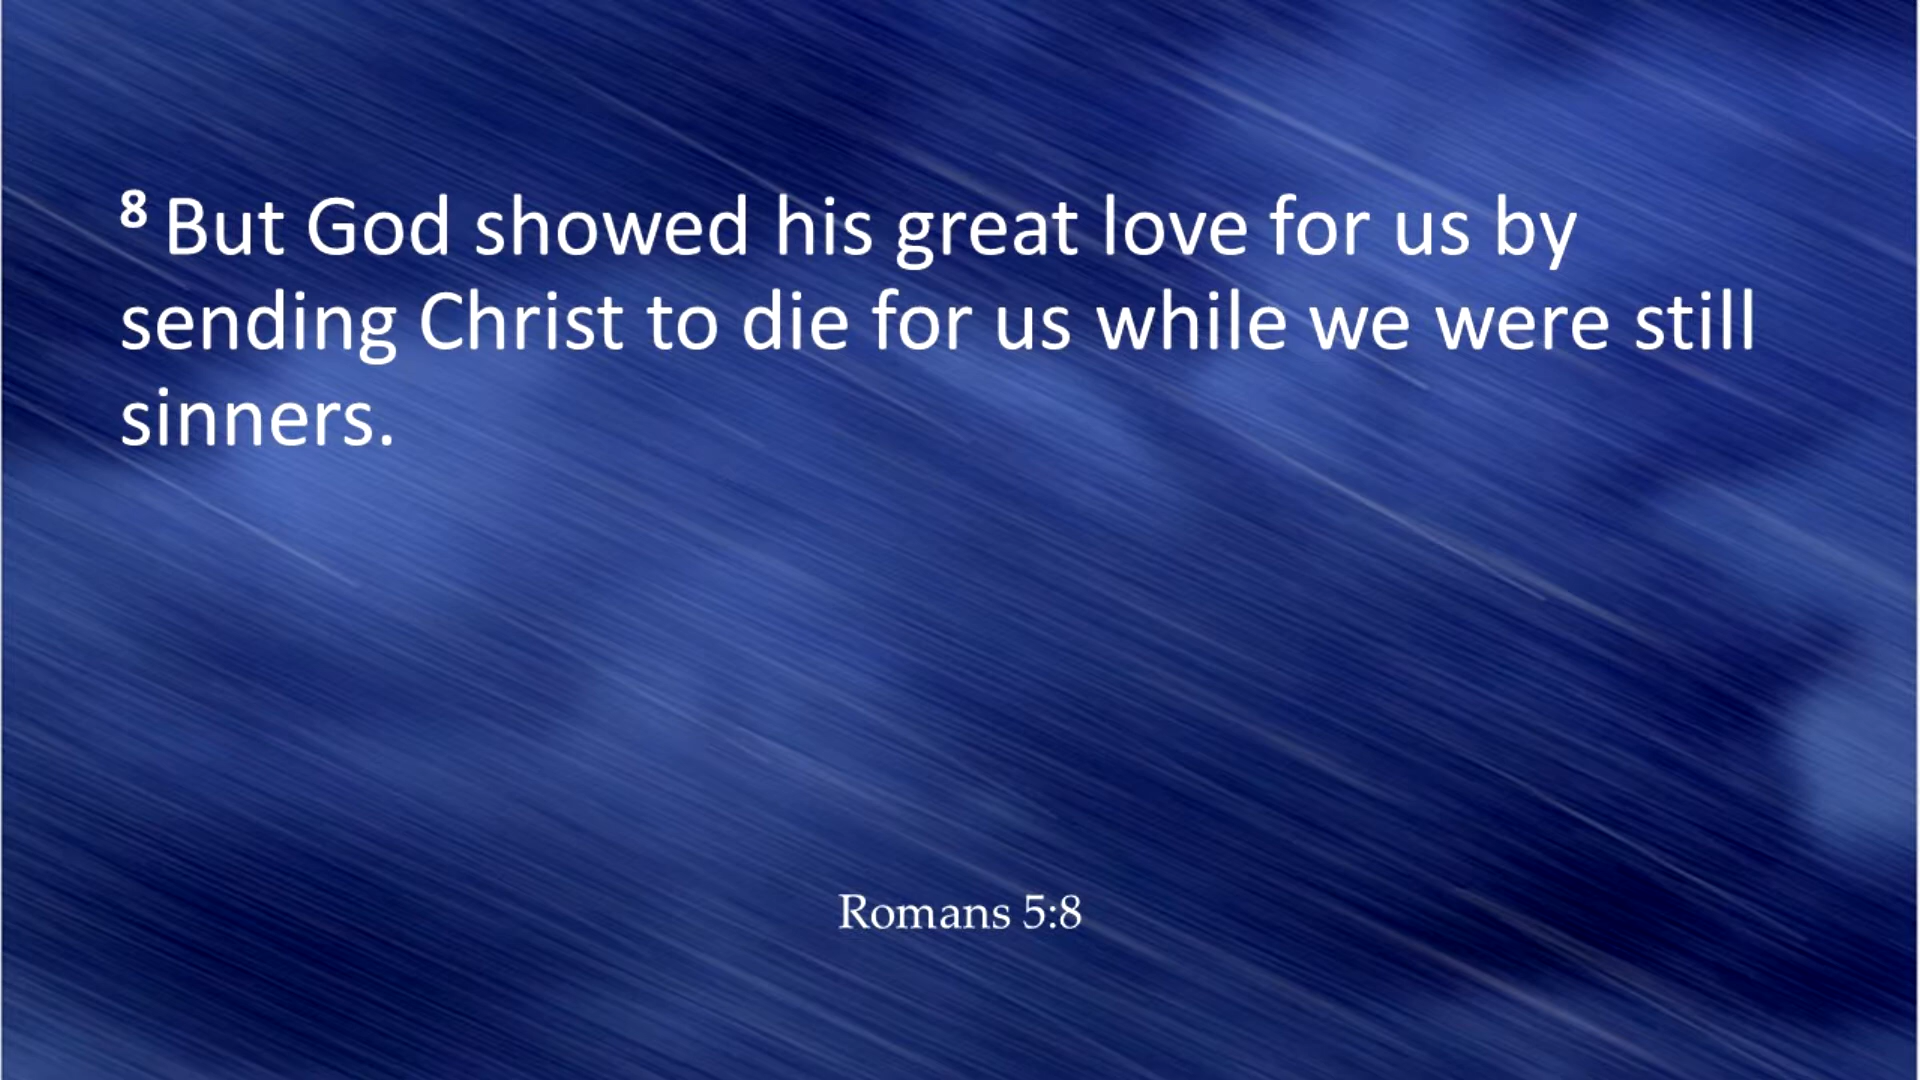 8 But God showed his great love for us by
sending Christ to die for us while we were still
sinners.
Romans 5:8